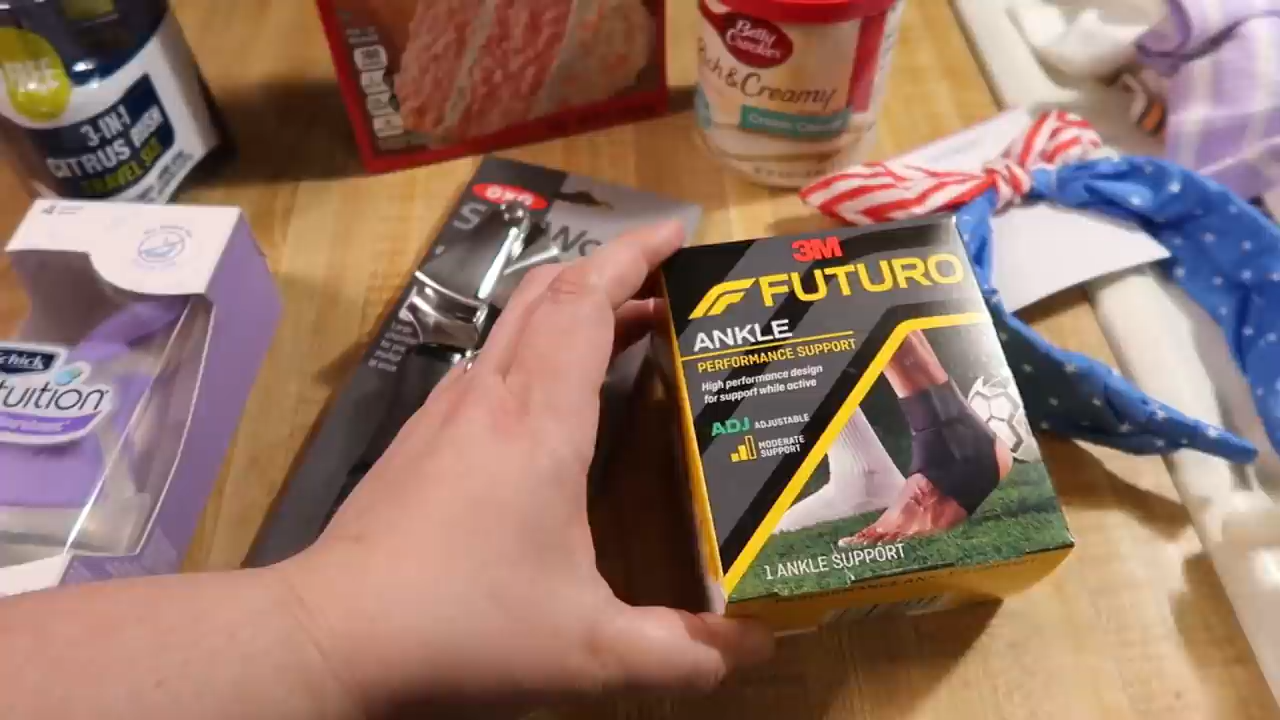 3-IN-1
CITRUS RUSH
TRAVEL SIZE
Betty
Crocker
Rich & Creamy
Cream Cheese
OXO
Schick
tuition
3M
FUTURO
ANKLE
PERFORMANCE SUPPORT
High performance design
for support while active
ADJ ADJUSTABLE
MODERATE
SUPPORT
1 ANKLE SUPPORT